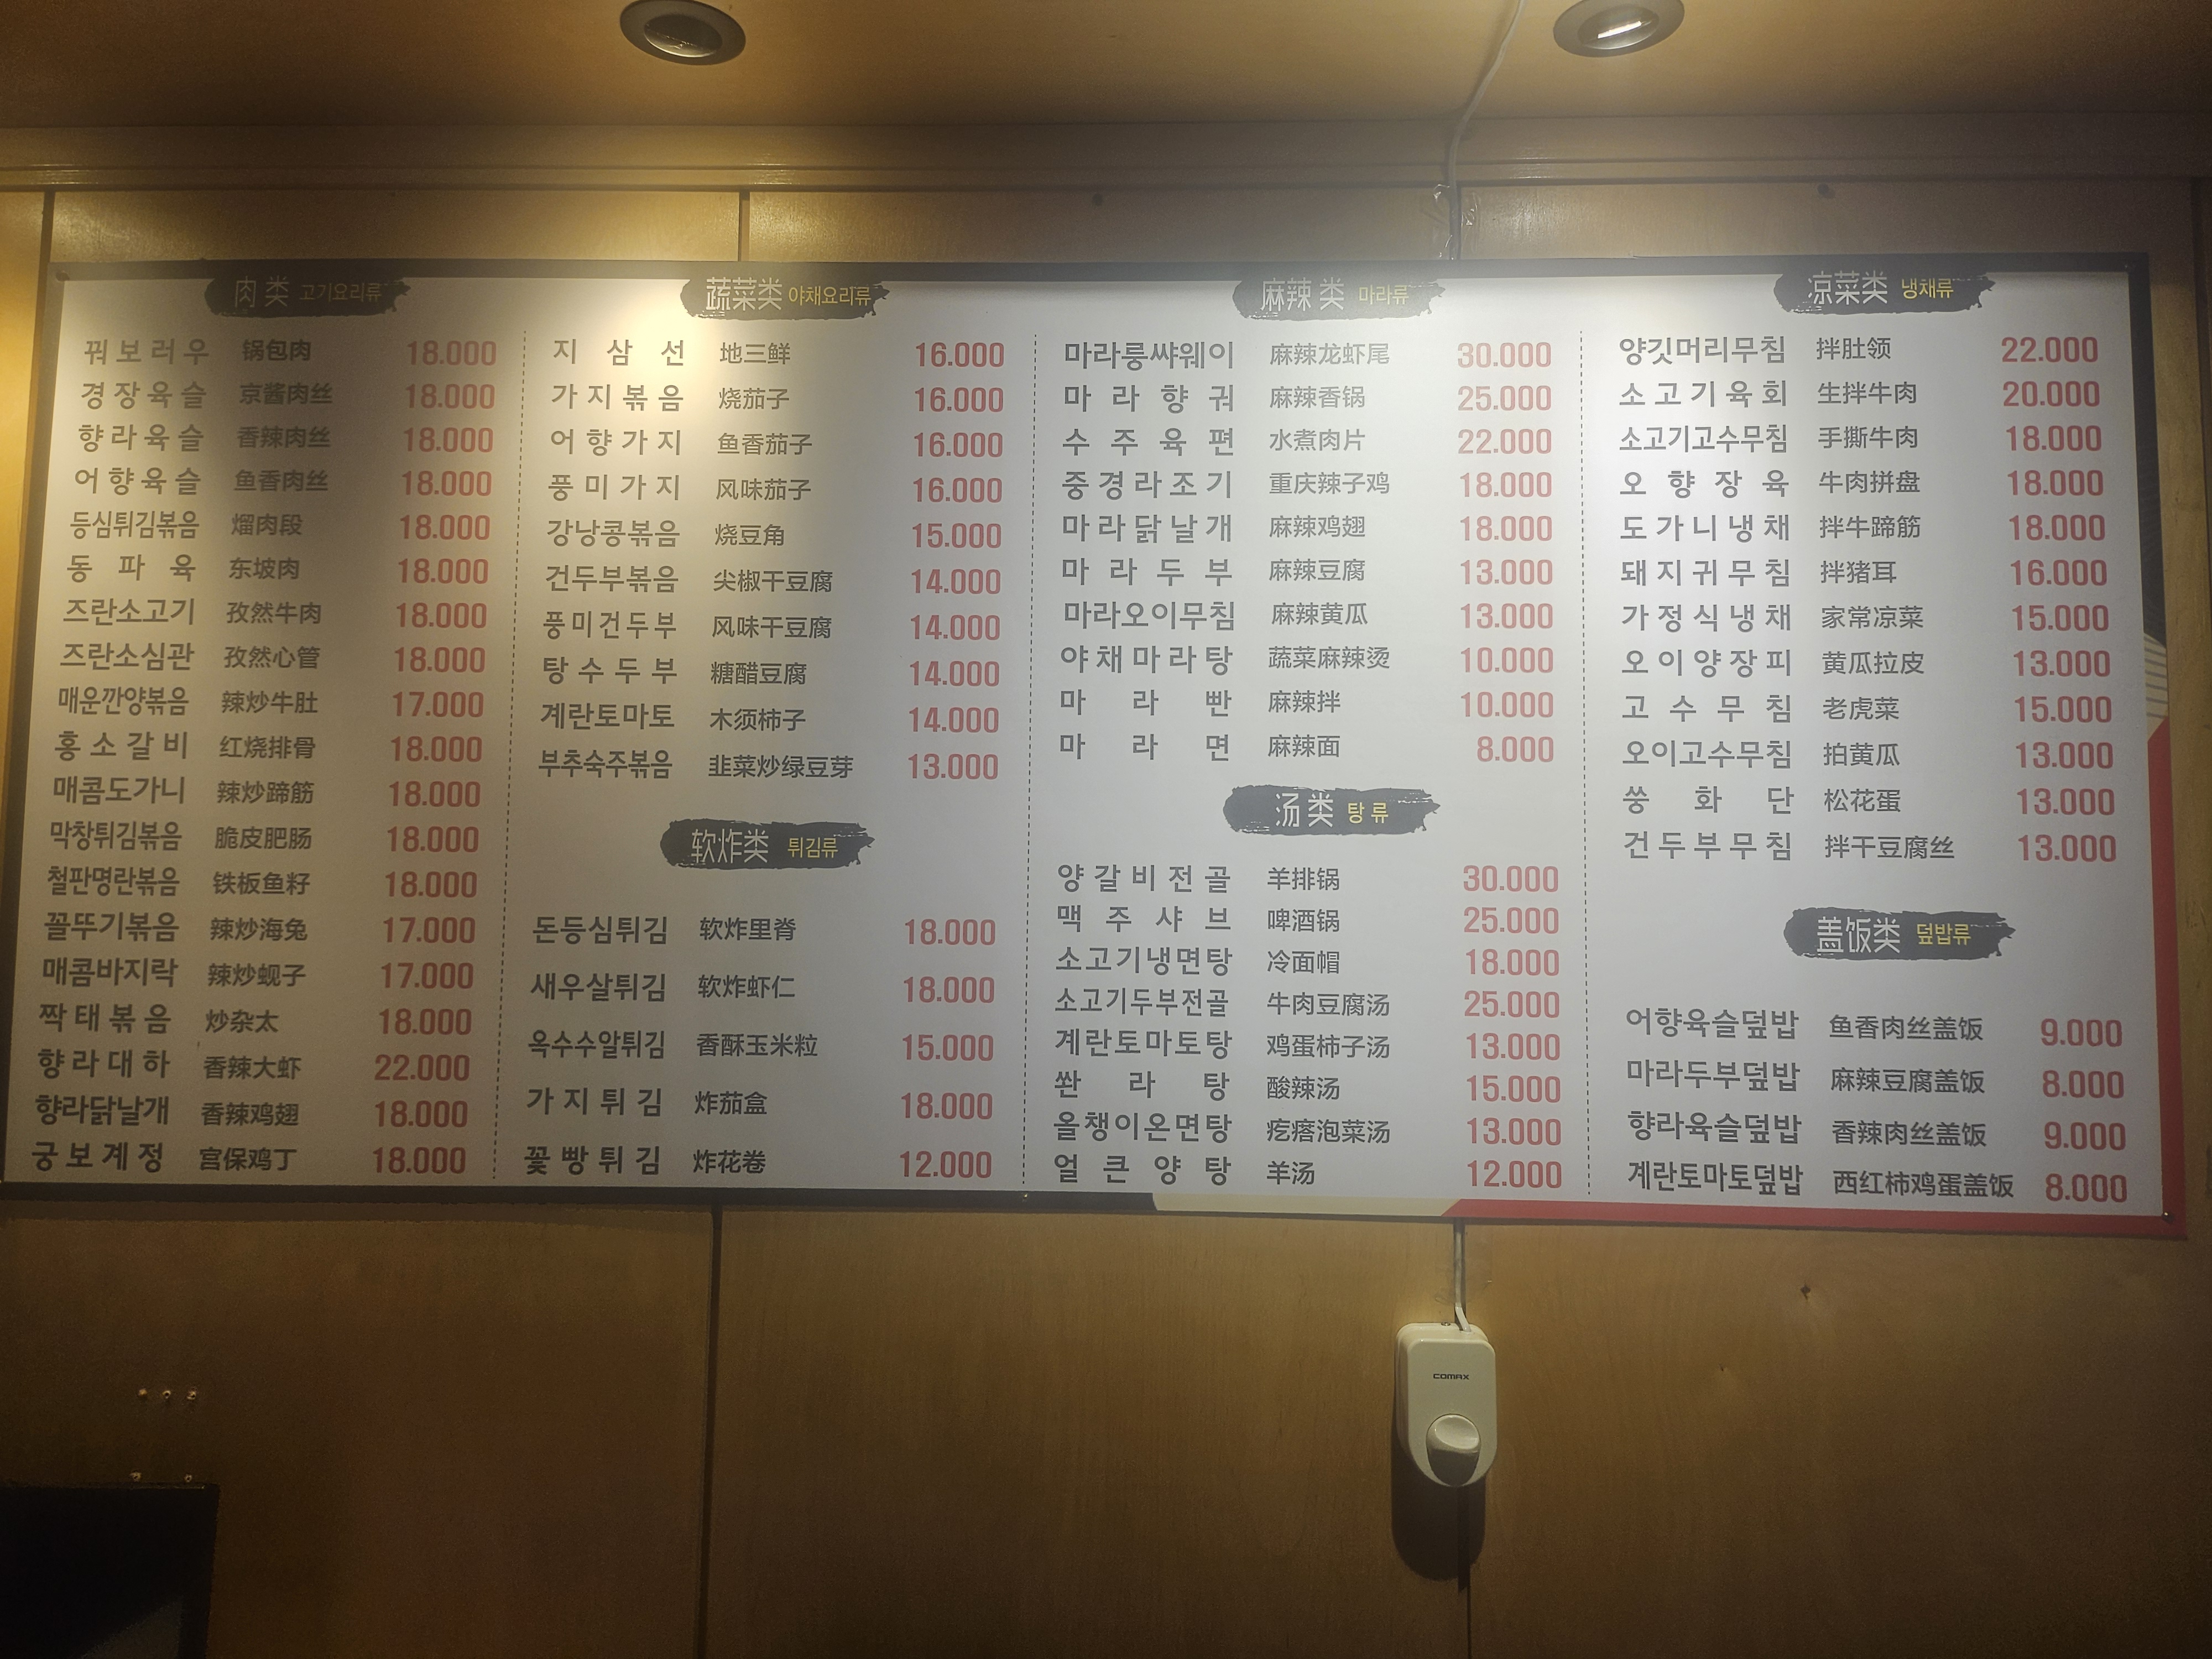 肉类 고기요리류
꿔보러우 锅包肉 18.000
경장육슬 京酱肉丝 18.000
향라육슬 香辣肉丝 18.000
어향육슬 鱼香肉丝 18.000
등심튀김볶음 熘肉段 18.000
동파육 东坡肉 18.000
즈란소고기 孜然牛肉 18.000
즈란소심관 孜然心管 18.000
매운깐양볶음 辣炒牛肚 17.000
홍소갈비 红烧排骨 18.000
매콤도가니 辣炒蹄筋 18.000
막창튀김볶음 脆皮肥肠 18.000
철판명란볶음 铁板鱼籽 18.000
꼴뚜기볶음 辣炒海兔 17.000
매콤바지락 辣炒蚬子 17.000
짝태볶음 炒杂太 18.000
향라대하 香辣大虾 22.000
향라닭날개 香辣鸡翅 18.000
궁보계정 宫保鸡丁 18.000
蔬菜类 야채요리류
지삼선 地三鲜 16.000
가지볶음 烧茄子 16.000
어향가지 鱼香茄子 16.000
풍미가지 风味茄子 16.000
강낭콩볶음 烧豆角 15.000
건두부볶음 尖椒干豆腐 14.000
풍미건두부 风味干豆腐 14.000
탕수두부 糖醋豆腐 14.000
계란토마토 木须柿子 14.000
부추숙주볶음 韭菜炒绿豆芽 13.000
软炸类 튀김류
돈등심튀김 软炸里脊 18.000
새우살튀김 软炸虾仁 18.000
옥수수알튀김 香酥玉米粒 15.000
가지튀김 炸茄盒 18.000
꽃빵튀김 炸花卷 12.000
麻辣类 마라류
마라룽쌰웨이 麻辣龙虾尾 30.000
마라향궈 麻辣香锅 25.000
수주육편 水煮肉片 22.000
중경라조기 重庆辣子鸡 18.000
마라닭날개 麻辣鸡翅 18.000
마라두부 麻辣豆腐 13.000
마라오이무침 麻辣黄瓜 13.000
야채마라탕 蔬菜麻辣烫 10.000
마라빤 麻辣拌 10.000
마라면 麻辣面 8.000
汤类 탕류
양갈비전골 羊排锅 30.000
맥주샤브 啤酒锅 25.000
소고기냉면탕 冷面帽 18.000
소고기두부전골 牛肉豆腐汤 25.000
계란토마토탕 鸡蛋柿子汤 13.000
쏸라탕 酸辣汤 15.000
올챙이온면탕 疙瘩泡菜汤 13.000
얼큰양탕 羊汤 12.000
凉菜类 냉채류
양깃머리무침 拌肚领 22.000
소고기육회 生拌牛肉 20.000
소고기고수무침 手撕牛肉 18.000
오향장육 牛肉拼盘 18.000
도가니냉채 拌牛蹄筋 18.000
돼지귀무침 拌猪耳 16.000
가정식냉채 家常凉菜 15.000
오이양장피 黄瓜拉皮 13.000
고수무침 老虎菜 15.000
오이고수무침 拍黄瓜 13.000
쏭화단 松花蛋 13.000
건두부무침 拌干豆腐丝 13.000
盖饭类 덮밥류
어향육슬덮밥 鱼香肉丝盖饭 9.000
마라두부덮밥 麻辣豆腐盖饭 8.000
향라육슬덮밥 香辣肉丝盖饭 9.000
계란토마토덮밥 西红柿鸡蛋盖饭 8.000
COMAX